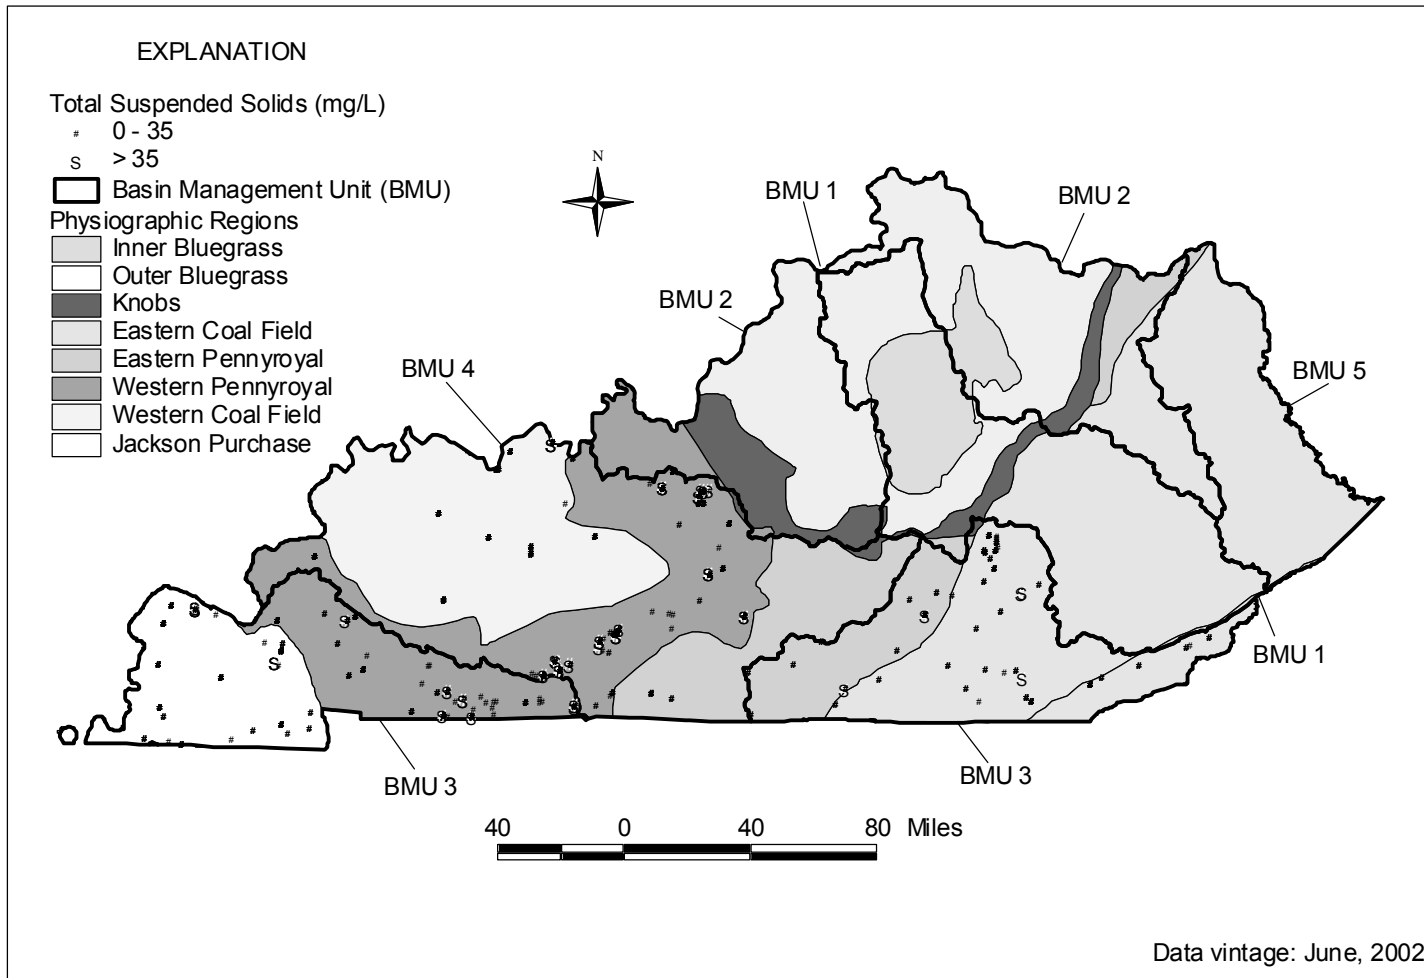 EXPLANATION
Total Suspended Solids (mg/L)
# 0 - 35
S > 35
Basin Management Unit (BMU)
Physiographic Regions
Inner Bluegrass
Outer Bluegrass
Knobs
Eastern Coal Field
Eastern Pennyroyal
Western Pennyroyal
Western Coal Field
Jackson Purchase
N
BMU 1
BMU 2
BMU 2
BMU 4
BMU 5
BMU 1
BMU 3
BMU 3
40 0 40 80 Miles
Data vintage: June, 2002